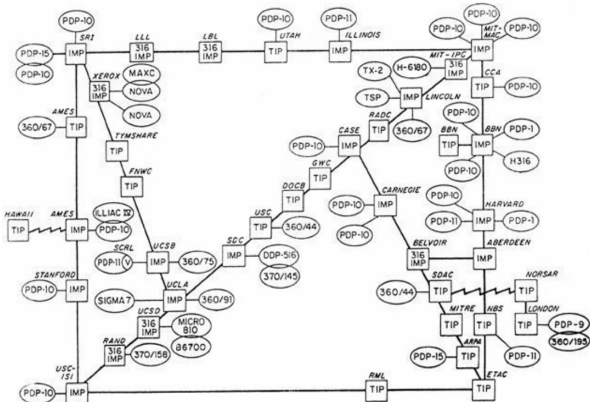 PDP-10
SRI
PDP-15
IMP
PDP-10
LLL
316
IMP
LBL
316
IMP
PDP-10
UTAH
TIP
PDP-11
ILLINOIS
IMP
PDP-10
PDP-10
MIT-
MAC
IMP
PDP-10
MIT-IPC
H-6180
316
IMP
CCA
TIP
PDP-10
XEROX
MAXC
316
IMP
NOVA
NOVA
TX-2
TSP
IMP
LINCOLN
360/67
RADC
TIP
AMES
360/67
TIP
TYMSHARE
TIP
FNWC
TIP
CASE
PDP-10
IMP
GWC
TIP
DOCB
TIP
BBN
TIP
PDP-10
BBN
IMP
PDP-1
PDP-10
H316
HAWAII
TIP
AMES
ILLIAC IV
IMP
PDP-10
USC
TIP
360/44
CARNEGIE
PDP-10
IMP
PDP-10
PDP-10
HARVARD
PDP-11
IMP
PDP-1
SCRL
PDP-11 V
UCSB
IMP
360/75
SDC
TIP
DDP-516
370/145
BELVOIR
316
IMP
ABERDEEN
IMP
STANFORD
PDP-10
IMP
UCLA
SIGMA7
IMP
360/91
SDAC
360/44
TIP
NORSAR
TIP
UCSD
316
IMP
MICRO
810
B6700
MITRE
TIP
NBS
TIP
LONDON
TIP
PDP-9
360/195
RAND
316
IMP
370/158
ARPA
PDP-15
TIP
PDP-11
USC-
ISI
PDP-10
IMP
RML
TIP
ETAC
TIP